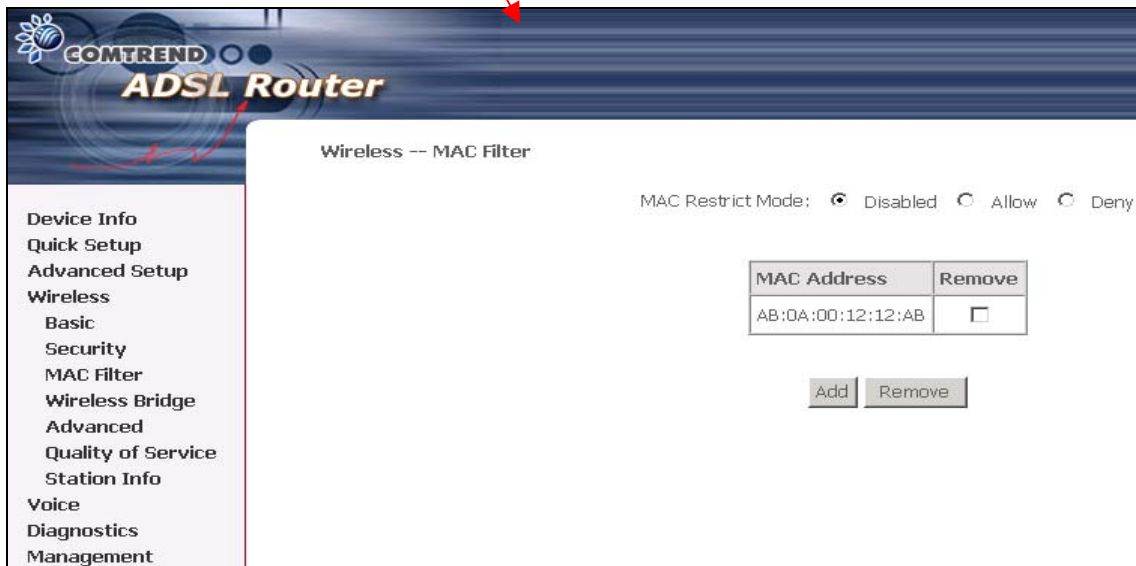 COMTREND
ADSL Router
Wireless -- MAC Filter
MAC Restrict Mode: Disabled Allow Deny
MAC Address Remove
AB:0A:00:12:12:AB
Add Remove
Device Info
Quick Setup
Advanced Setup
Wireless
Basic
Security
MAC Filter
Wireless Bridge
Advanced
Quality of Service
Station Info
Voice
Diagnostics
Management